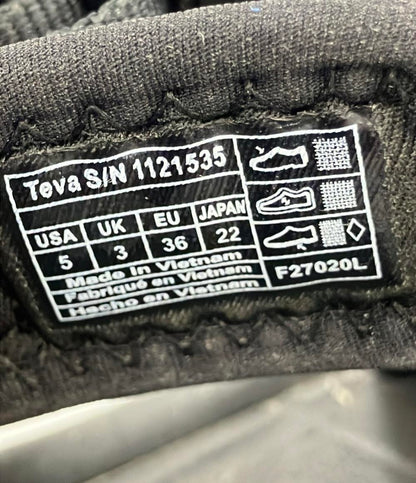 Teva S/N 1121535
USA UK EU JAPAN
5 3 36 22
Made in Vietnam
Fabriqué en Vietnam
Hecho en Vietnam
F27020L